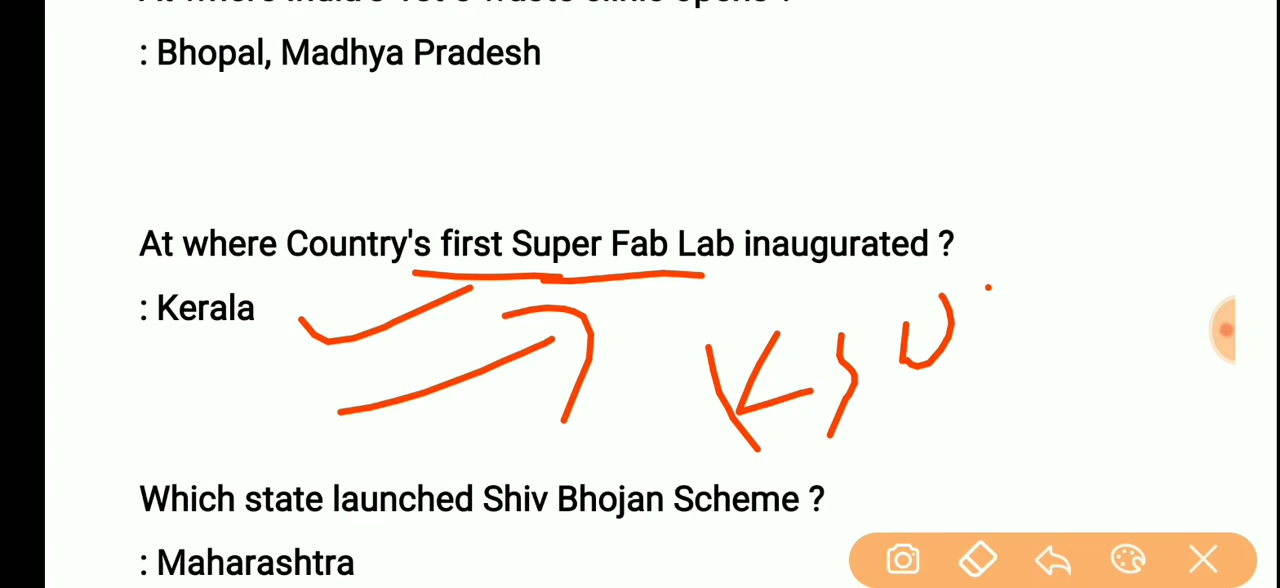 : Bhopal, Madhya Pradesh
At where Country's first Super Fab Lab inaugurated ?
: Kerala
Which state launched Shiv Bhojan Scheme ?
: Maharashtra